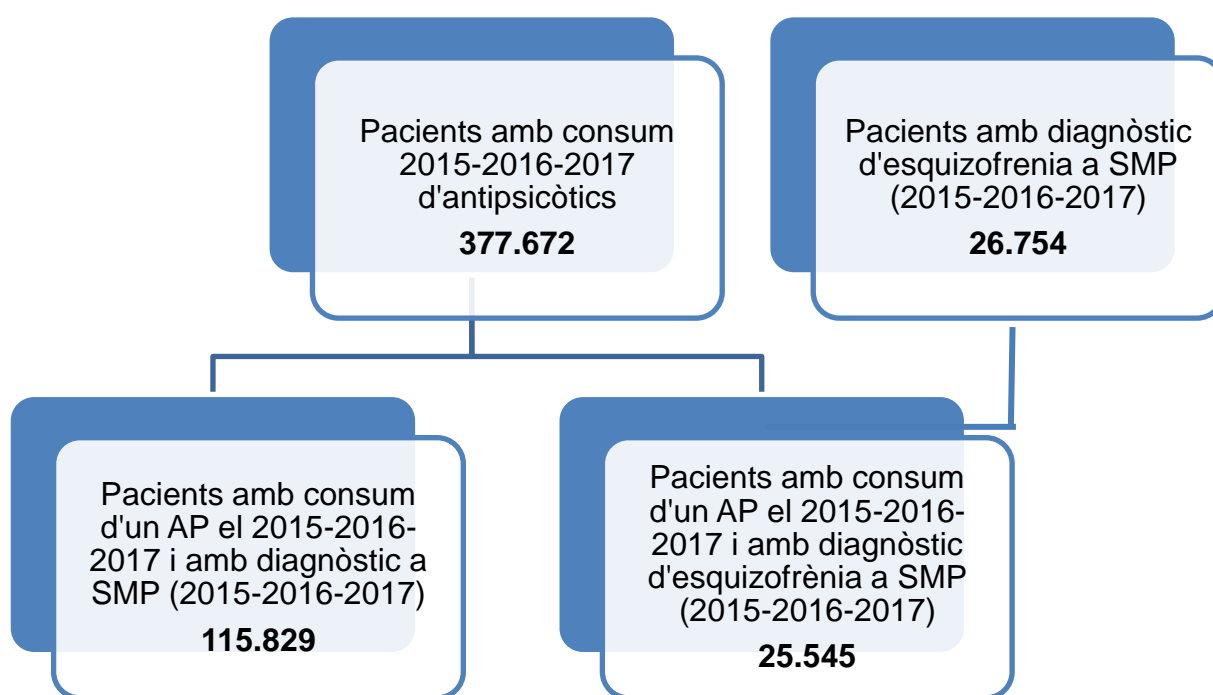 Pacients amb consum
2015-2016-2017
d'antipsicòtics
377.672
Pacients amb diagnòstic
d'esquizofrenia a SMP
(2015-2016-2017)
26.754
Pacients amb consum
d'un AP el 2015-2016-
2017 i amb diagnòstic a
SMP (2015-2016-2017)
115.829
Pacients amb consum
d'un AP el 2015-2016-
2017 i amb diagnòstic
d'esquizofrènia a SMP
(2015-2016-2017)
25.545